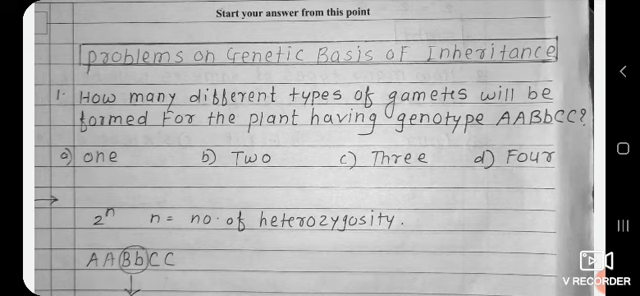 Start your answer from this point
Problems on Genetic Basis of Inheritance
1. How many different types of gametes will be
formed For the plant having genotype AABbCC?
a) one b) Two c) Three d) Four
2ⁿ n = no. of heterozygosity.
AABbCC
V RECORDER